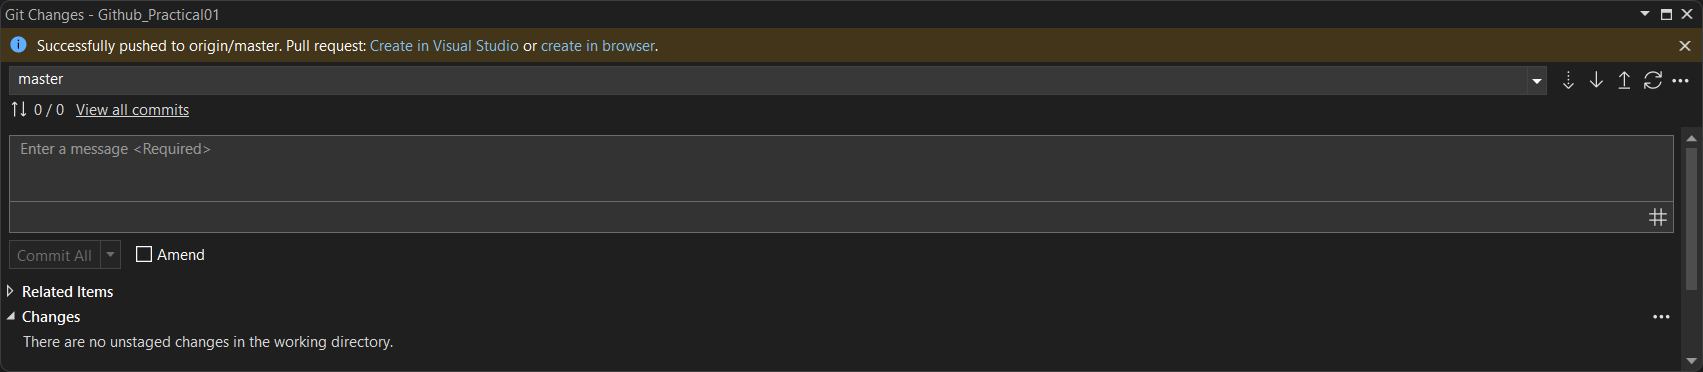 Git Changes - Github_Practical01
Successfully pushed to origin/master. Pull request: Create in Visual Studio or create in browser.
master
0 / 0 View all commits
Enter a message <Required>
Commit All Amend
Related Items
Changes
There are no unstaged changes in the working directory.